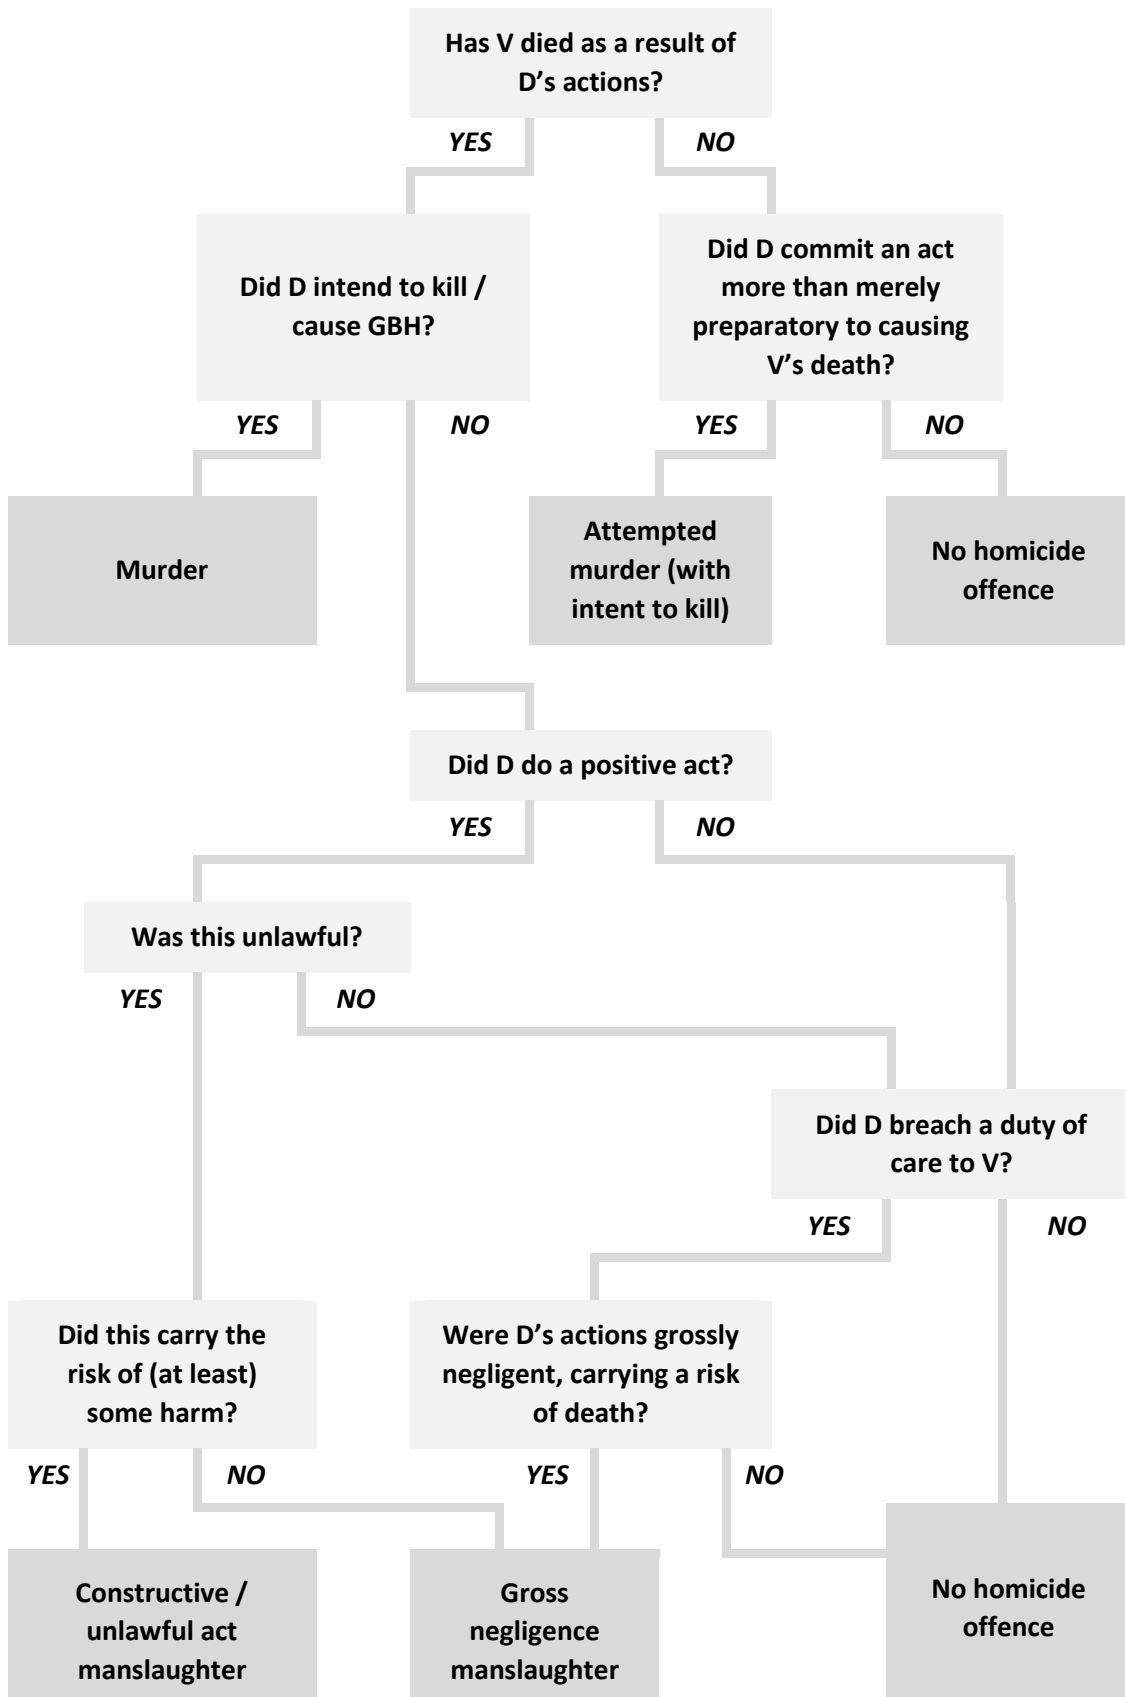 Has V died as a result of
D’s actions?
YES
NO
Did D intend to kill /
cause GBH?
Did D commit an act
more than merely
preparatory to causing
V’s death?
YES
NO
YES
NO
Murder
Attempted
murder (with
intent to kill)
No homicide
offence
Did D do a positive act?
YES
NO
Was this unlawful?
YES
NO
Did D breach a duty of
care to V?
YES
NO
Did this carry the
risk of (at least)
some harm?
Were D’s actions grossly
negligent, carrying a risk
of death?
YES
NO
YES
NO
Constructive /
unlawful act
manslaughter
Gross
negligence
manslaughter
No homicide
offence